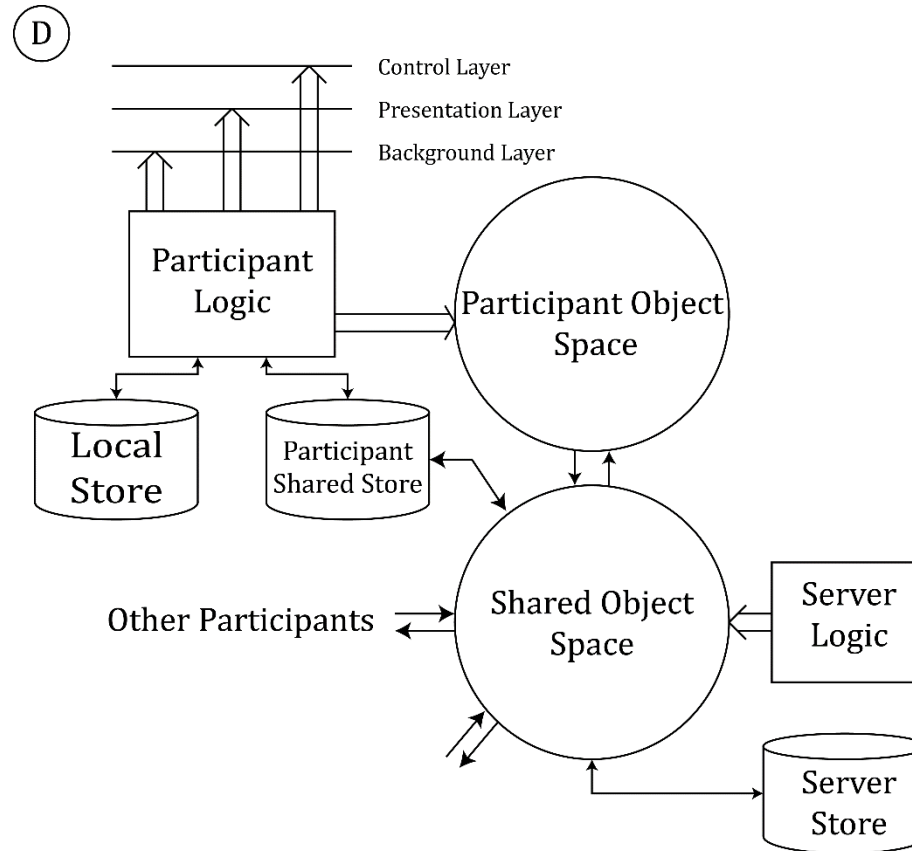 D
Control Layer
Presentation Layer
Background Layer
Participant
Logic
Participant Object
Space
Local
Store
Participant
Shared Store
Other Participants
Shared Object
Space
Server
Logic
Server
Store